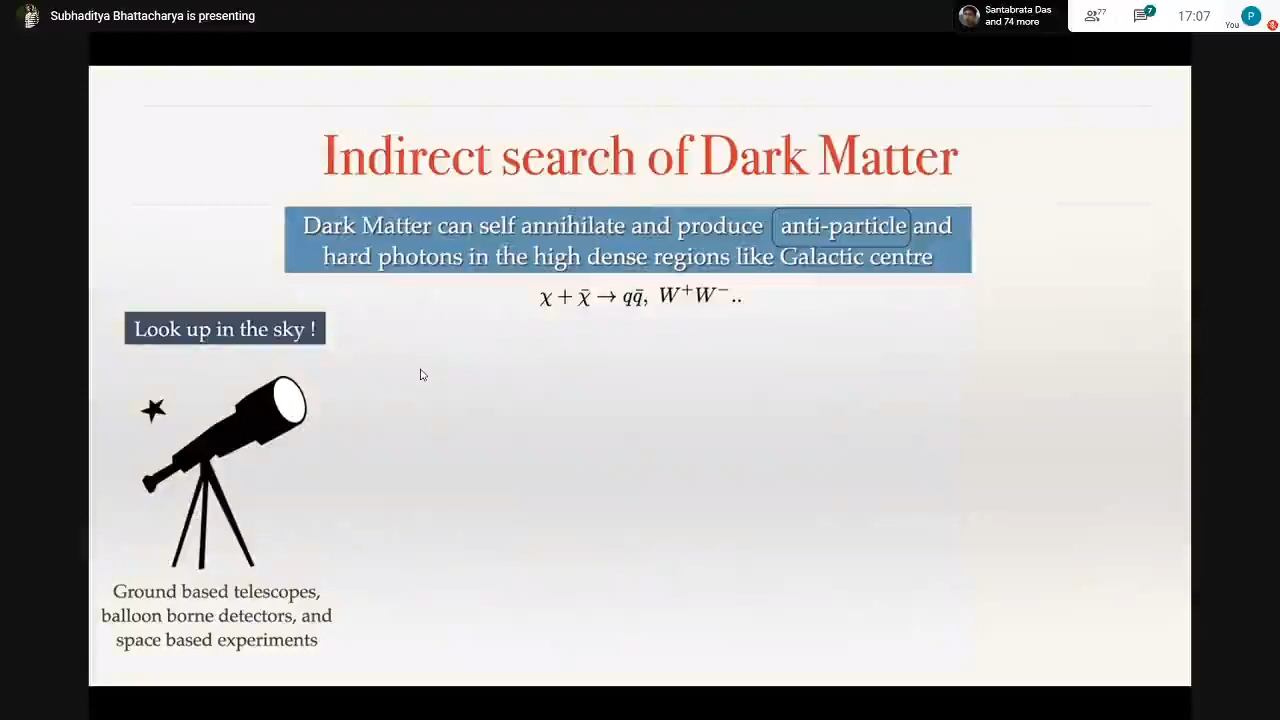 Subhaditya Bhattacharya is presenting
Santabrata Das
and 74 more
77
7
17:07
You
P
Indirect search of Dark Matter
Dark Matter can self annihilate and produce anti-particle and
hard photons in the high dense regions like Galactic centre
χ + χ̄ → qq̄, W⁺W⁻..
Look up in the sky !
Ground based telescopes,
balloon borne detectors, and
space based experiments